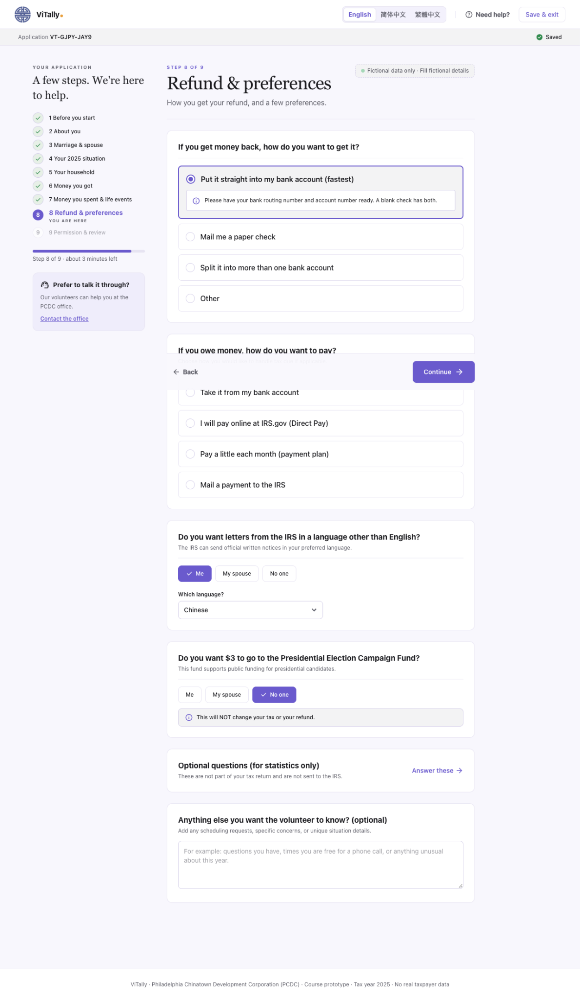 ViTally
English 简体中文 繁體中文
Need help?
Save & exit
Application VT-GJPY-JAY9
Saved
YOUR APPLICATION
A few steps. We're here
to help.
1 Before you start
2 About you
3 Marriage & spouse
4 Your 2025 situation
5 Your household
6 Money you got
7 Money you spent & life events
8
8 Refund & preferences
YOU ARE HERE
9
9 Permission & review
Step 8 of 9 · about 3 minutes left
Prefer to talk it through?
Our volunteers can help you at the
PCDC office.
Contact the office
STEP 8 OF 9
Refund & preferences
Fictional data only · Fill fictional details
How you get your refund, and a few preferences.
If you get money back, how do you want to get it?
Put it straight into my bank account (fastest)
Please have your bank routing number and account number ready. A blank check has both.
Mail me a paper check
Split it into more than one bank account
Other
If you owe money, how do you want to pay?
Back
Continue
Take it from my bank account
I will pay online at IRS.gov (Direct Pay)
Pay a little each month (payment plan)
Mail a payment to the IRS
Do you want letters from the IRS in a language other than English?
The IRS can send official written notices in your preferred language.
Me
My spouse
No one
Which language?
Chinese
Do you want $3 to go to the Presidential Election Campaign Fund?
This fund supports public funding for presidential candidates.
Me
My spouse
No one
This will NOT change your tax or your refund.
Optional questions (for statistics only)
These are not part of your tax return and are not sent to the IRS.
Answer these
Anything else you want the volunteer to know? (optional)
Add any scheduling requests, specific concerns, or unique situation details.
For example: questions you have, times you are free for a phone call, or anything unusual
about this year.
ViTally · Philadelphia Chinatown Development Corporation (PCDC) · Course prototype · Tax year 2025 · No real taxpayer data